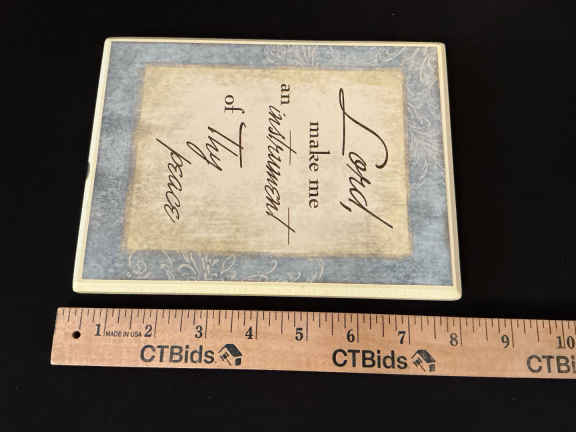 Lord,
make me
an instrument
of Thy
peace
1 MADE IN USA 2 3 4 5 6 7 8 9 10
CTBids CTBids CTBi